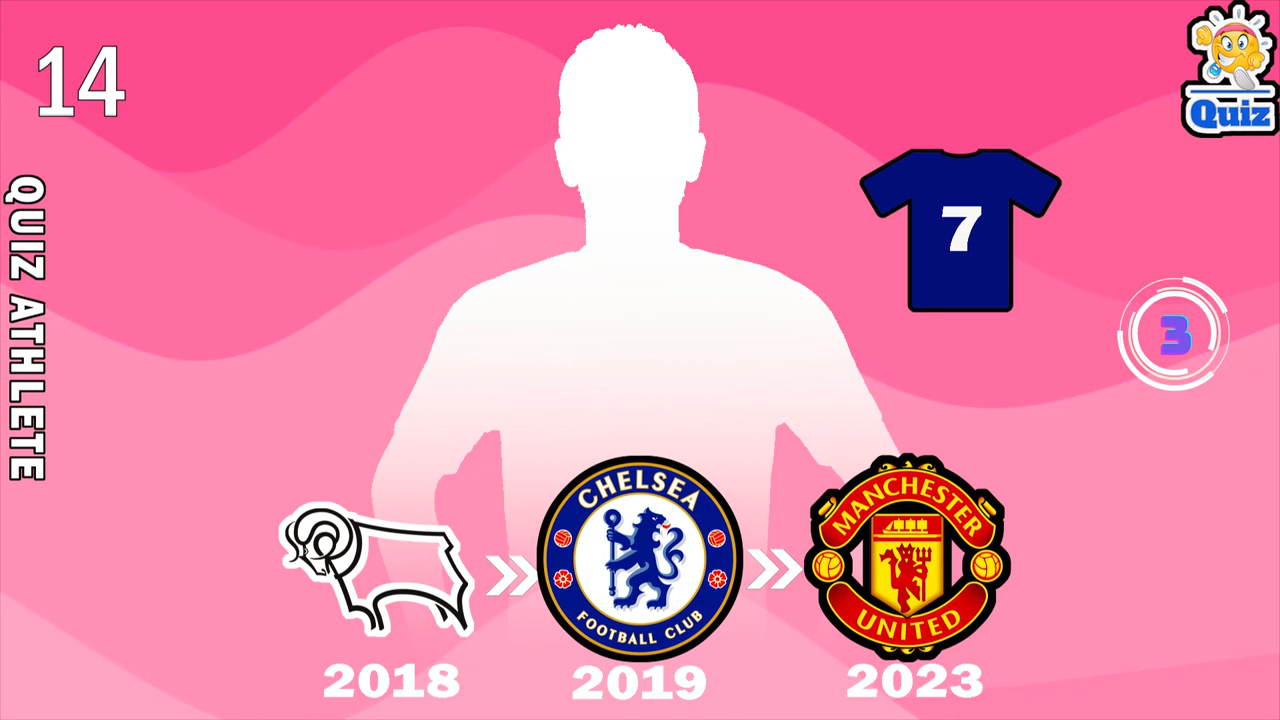 14
Quiz
QUIZ ATHLETE
7
3
CHELSEA
FOOTBALL CLUB
MANCHESTER
UNITED
2018
2019
2023